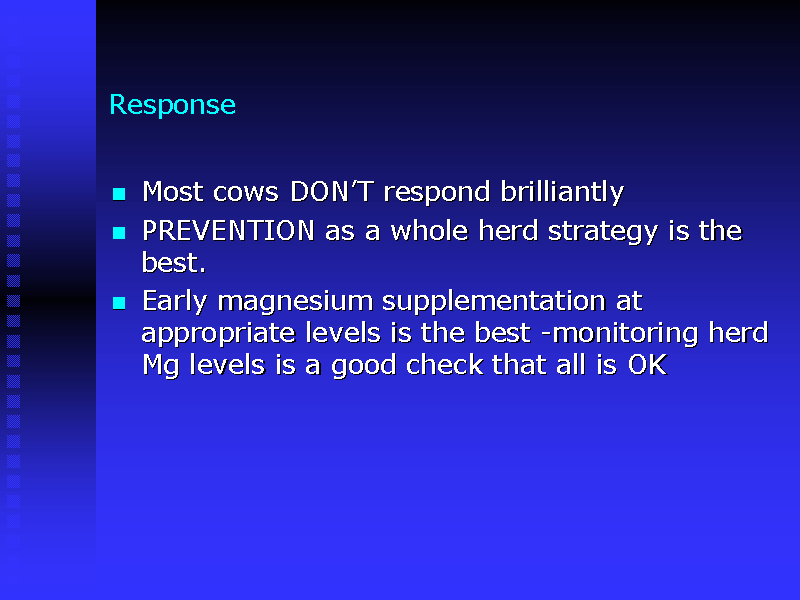 Response
Most cows DON’T respond brilliantly
PREVENTION as a whole herd strategy is the
best.
Early magnesium supplementation at
appropriate levels is the best -monitoring herd
Mg levels is a good check that all is OK